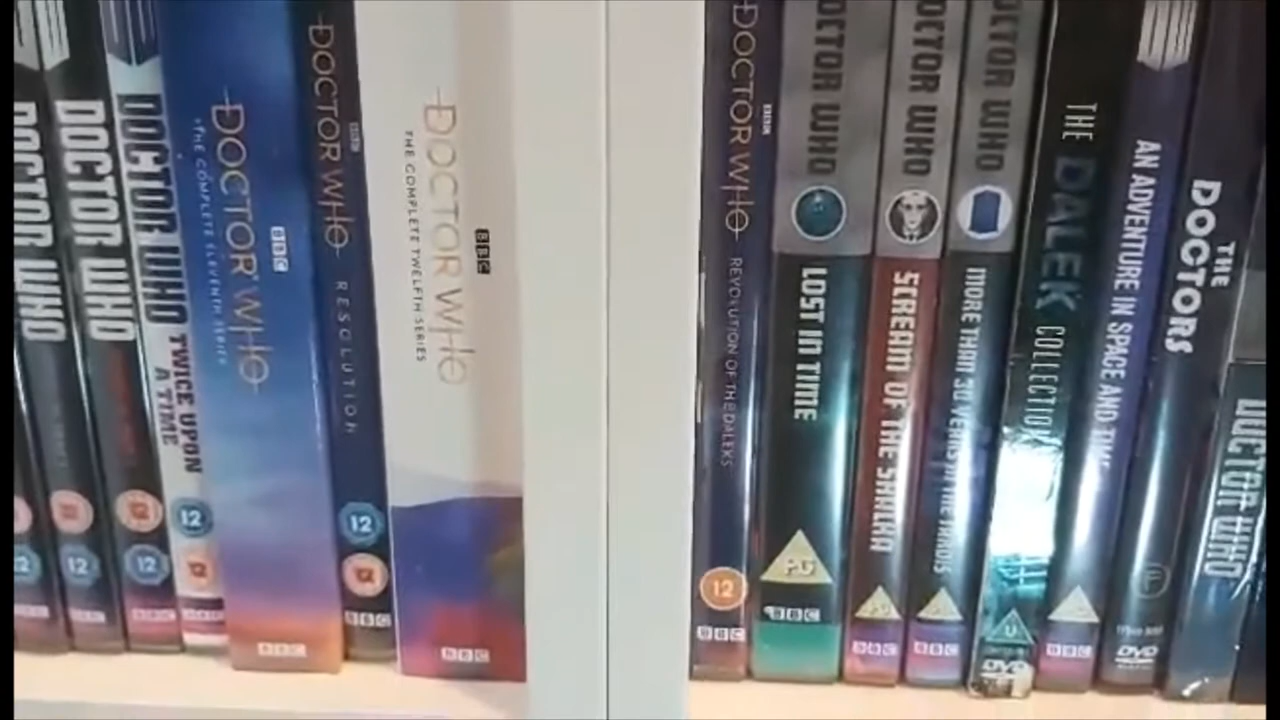 DOCTOR WHO
DOCTOR WHO
DOCTOR WHO
TWICE UPON
A TIME
12
12
BBC
DOCTOR WHO
THE COMPLETE ELEVENTH SERIES
BBC
BBC
DOCTOR WHO
RESOLUTION
BBC
12
12
BBC
DOCTOR WHO
THE COMPLETE TWELFTH SERIES
BBC
BBC
DOCTOR WHO
REVOLUTION OF THE DALEKS
BBC
12
BBC
DOCTOR WHO
LOST IN TIME
PG
BBC
DOCTOR WHO
SCREAM OF THE SHALKA
PG
BBC
DOCTOR WHO
MORE THAN 30 YEARS IN THE TARDIS
BBC
THE DALEK COLLECTION
U
DVD
AN ADVENTURE IN SPACE AND TIME
BBC
THE
DOCTORS
DVD
DOCTOR WHO